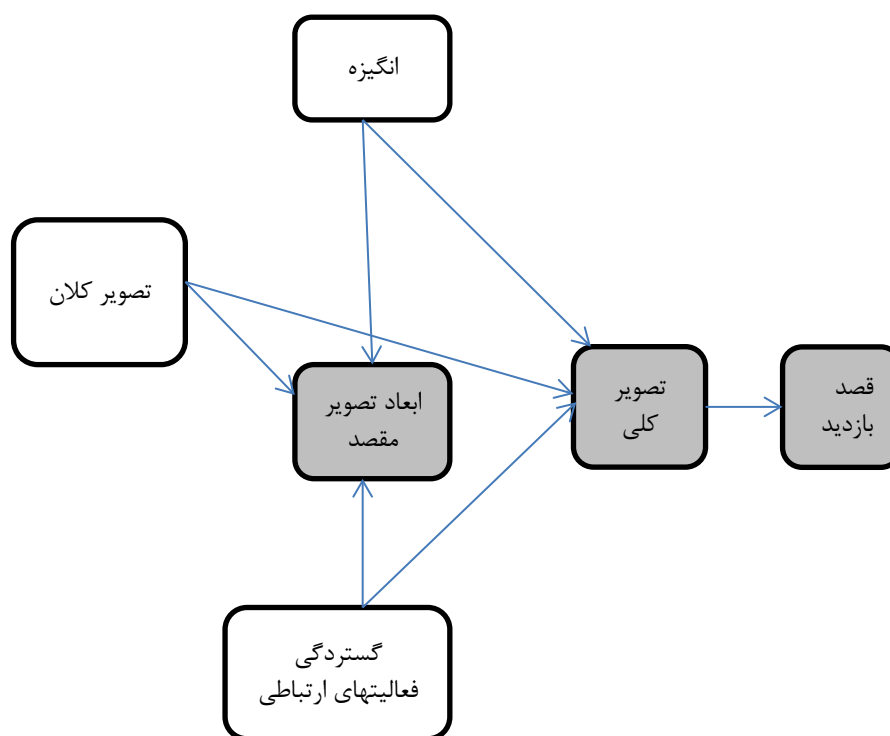 انگیزه
تصویر کلان
ابعاد تصویر
مقصد
تصویر
کلی
قصد
بازدید
گستردگی
فعالیتهای ارتباطی